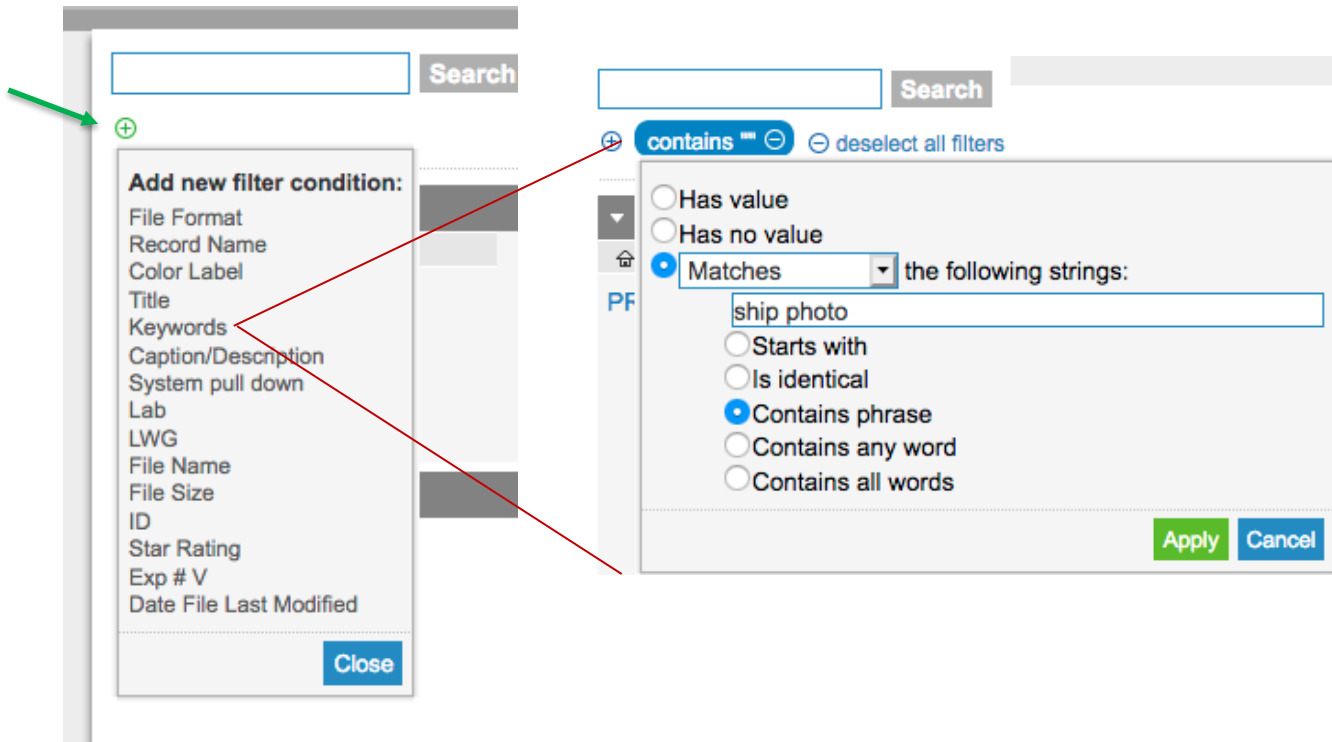 Search
Add new filter condition:
File Format
Record Name
Color Label
Title
Keywords
Caption/Description
System pull down
Lab
LWG
File Name
File Size
ID
Star Rating
Exp # V
Date File Last Modified
Close
Search
contains "" deselect all filters
Has value
Has no value
Matches the following strings:
PR
ship photo
Starts with
Is identical
Contains phrase
Contains any word
Contains all words
Apply Cancel